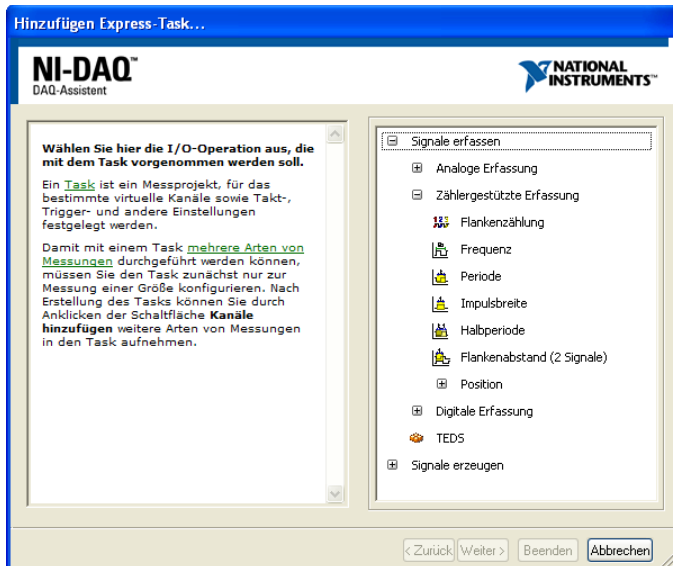 Hinzufügen Express-Task...
NI-DAQ™
DAQ-Assistent
NATIONAL
INSTRUMENTS™
Wählen Sie hier die I/O-Operation aus, die
mit dem Task vorgenommen werden soll.
Ein Task ist ein Messprojekt, für das
bestimmte virtuelle Kanäle sowie Takt-,
Trigger- und andere Einstellungen
festgelegt werden.
Damit mit einem Task mehrere Arten von
Messungen durchgeführt werden können,
müssen Sie den Task zunächst nur zur
Messung einer Größe konfigurieren. Nach
Erstellung des Tasks können Sie durch
Anklicken der Schaltfläche Kanäle
hinzufügen weitere Arten von Messungen
in den Task aufnehmen.
Signale erfassen
Analoge Erfassung
Zählergestützte Erfassung
Flankenzählung
Frequenz
Periode
Impulsbreite
Halbperiode
Flankenabstand (2 Signale)
Position
Digitale Erfassung
TEDS
Signale erzeugen
< Zurück Weiter > Beenden Abbrechen